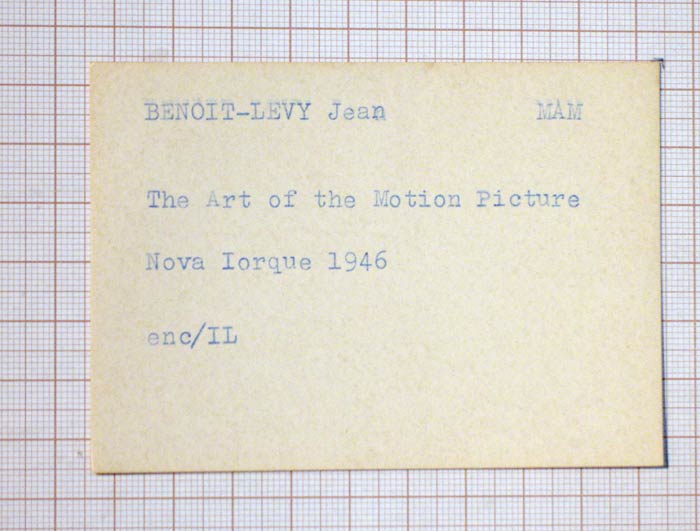 BENOIT-LEVY Jean MAM
The Art of the Motion Picture
Nova Iorque 1946
enc/IL